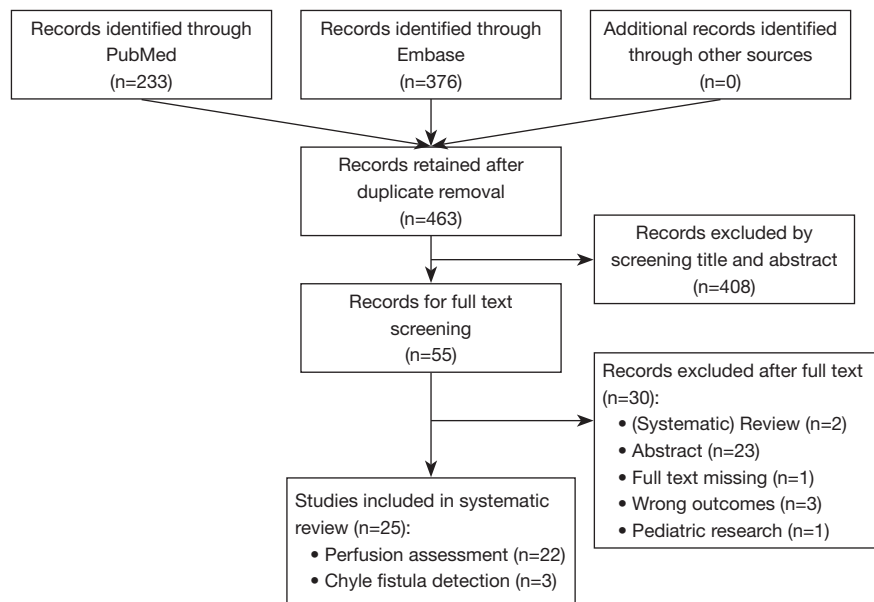 Records identified through
PubMed
(n=233)
Records identified through
Embase
(n=376)
Additional records identified
through other sources
(n=0)
Records retained after
duplicate removal
(n=463)
Records excluded by
screening title and abstract
(n=408)
Records for full text
screening
(n=55)
Records excluded after full text
(n=30):
• (Systematic) Review (n=2)
• Abstract (n=23)
• Full text missing (n=1)
• Wrong outcomes (n=3)
• Pediatric research (n=1)
Studies included in systematic
review (n=25):
• Perfusion assessment (n=22)
• Chyle fistula detection (n=3)